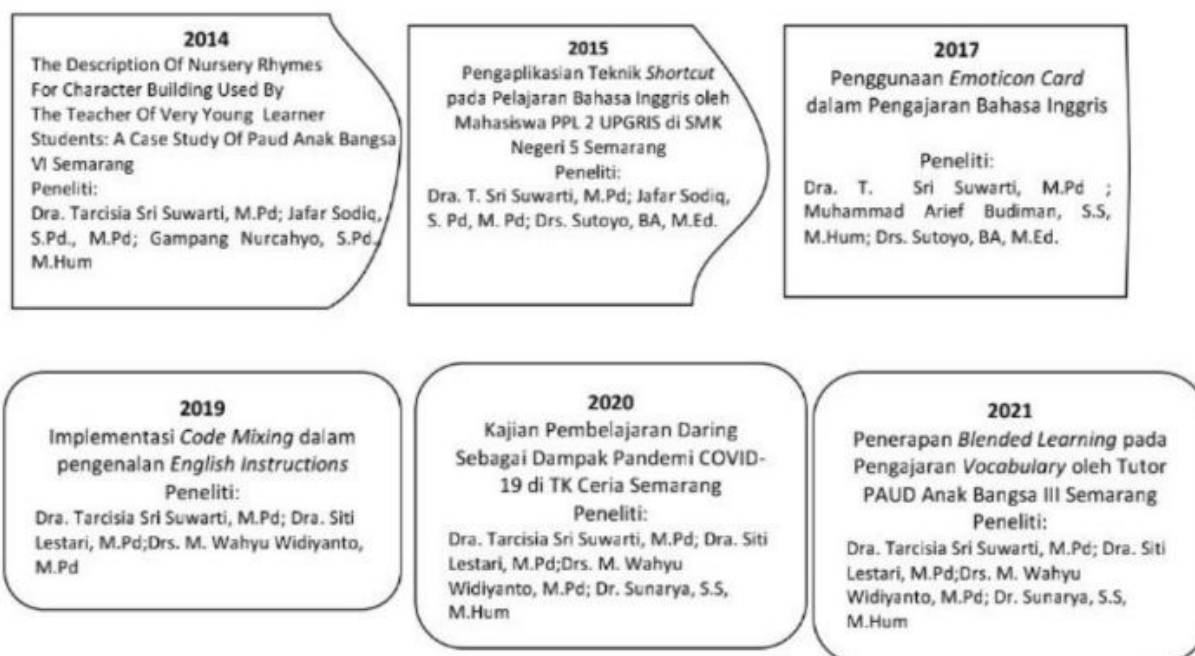 2014
The Description Of Nursery Rhymes
For Character Building Used By
The Teacher Of Very Young Learner
Students: A Case Study Of Paud Anak Bangsa
VI Semarang
Peneliti:
Dra. Tarcisia Sri Suwarti, M.Pd; Jafar Sodiq,
S.Pd., M.Pd; Gampang Nurcahyo, S.Pd.,
M.Hum
2015
Pengaplikasian Teknik Shortcut
pada Pelajaran Bahasa Inggris oleh
Mahasiswa PPL 2 UPGRIS di SMK
Negeri 5 Semarang
Peneliti:
Dra. T. Sri Suwarti, M.Pd; Jafar Sodiq,
S. Pd, M. Pd; Drs. Sutoyo, BA, M.Ed.
2017
Penggunaan Emoticon Card
dalam Pengajaran Bahasa Inggris
Peneliti:
Dra. T. Sri Suwarti, M.Pd ;
Muhammad Arief Budiman, S.S,
M.Hum; Drs. Sutoyo, BA, M.Ed.
2019
Implementasi Code Mixing dalam
pengenalan English Instructions
Peneliti:
Dra. Tarcisia Sri Suwarti, M.Pd; Dra. Siti
Lestari, M.Pd;Drs. M. Wahyu Widiyanto,
M.Pd
2020
Kajian Pembelajaran Daring
Sebagai Dampak Pandemi COVID-
19 di TK Ceria Semarang
Peneliti:
Dra. Tarcisia Sri Suwarti, M.Pd; Dra. Siti
Lestari, M.Pd;Drs. M. Wahyu
Widiyanto, M.Pd; Dr. Sunarya, S.S,
M.Hum
2021
Penerapan Blended Learning pada
Pengajaran Vocabulary oleh Tutor
PAUD Anak Bangsa III Semarang
Peneliti:
Dra. Tarcisia Sri Suwarti, M.Pd; Dra. Siti
Lestari, M.Pd;Drs. M. Wahyu
Widiyanto, M.Pd; Dr. Sunarya, S.S,
M.Hum